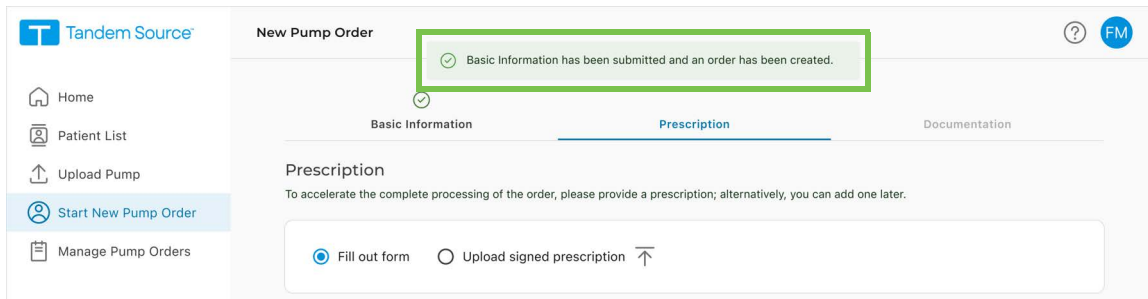 Tandem Source™
New Pump Order
? FM
Basic Information has been submitted and an order has been created.
Home
Patient List
Upload Pump
Start New Pump Order
Manage Pump Orders
Basic Information
Prescription
Documentation
Prescription
To accelerate the complete processing of the order, please provide a prescription; alternatively, you can add one later.
Fill out form
Upload signed prescription